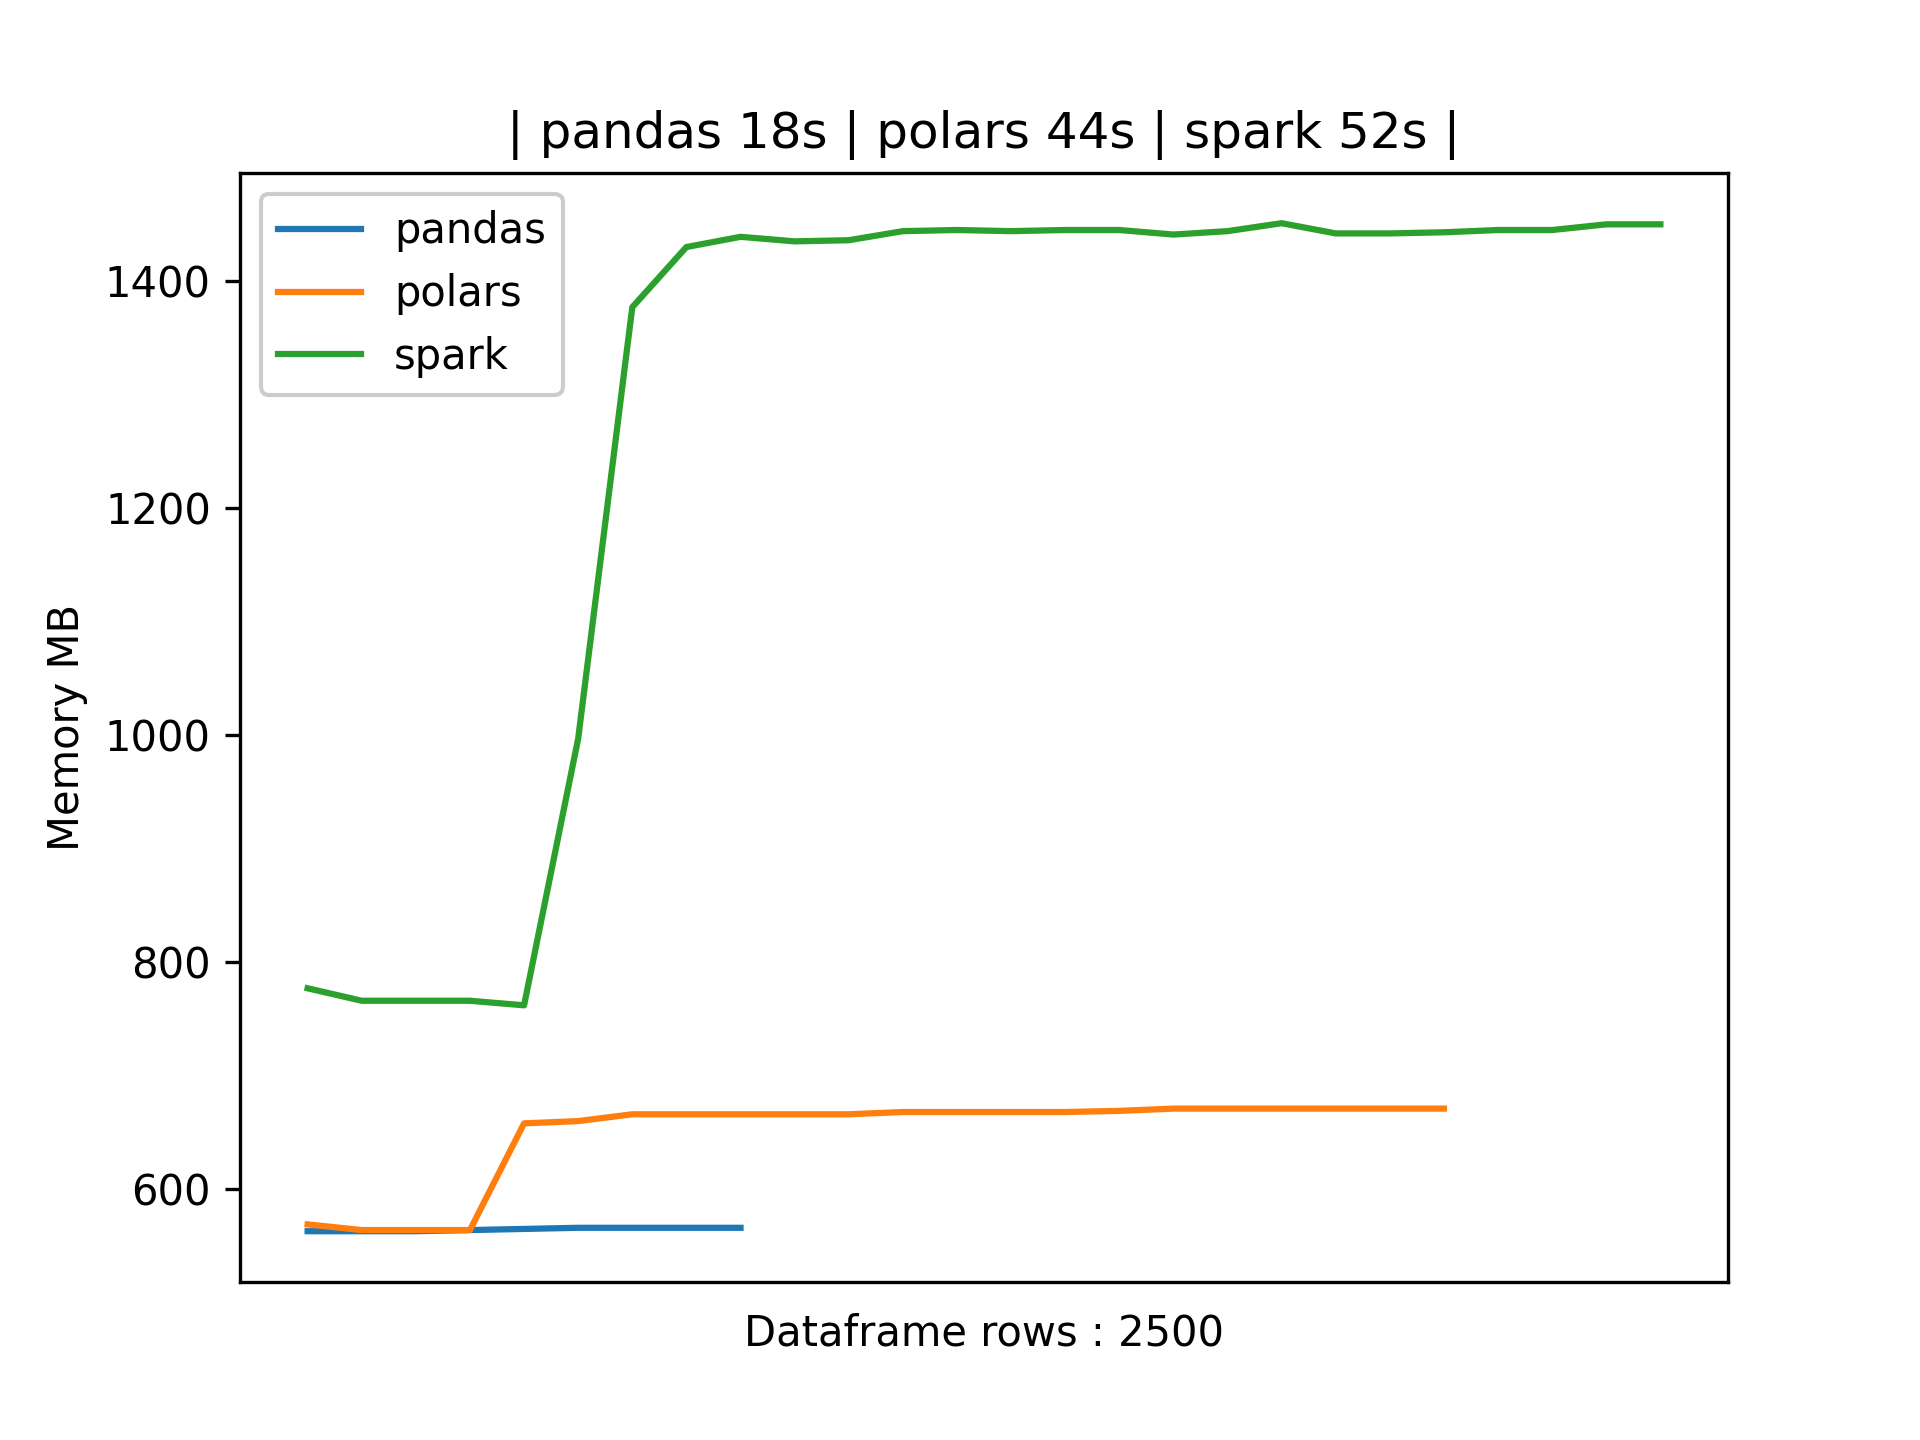 | pandas 18s | polars 44s | spark 52s |
pandas
polars
spark
1400
1200
1000
800
600
Memory MB
Dataframe rows : 2500